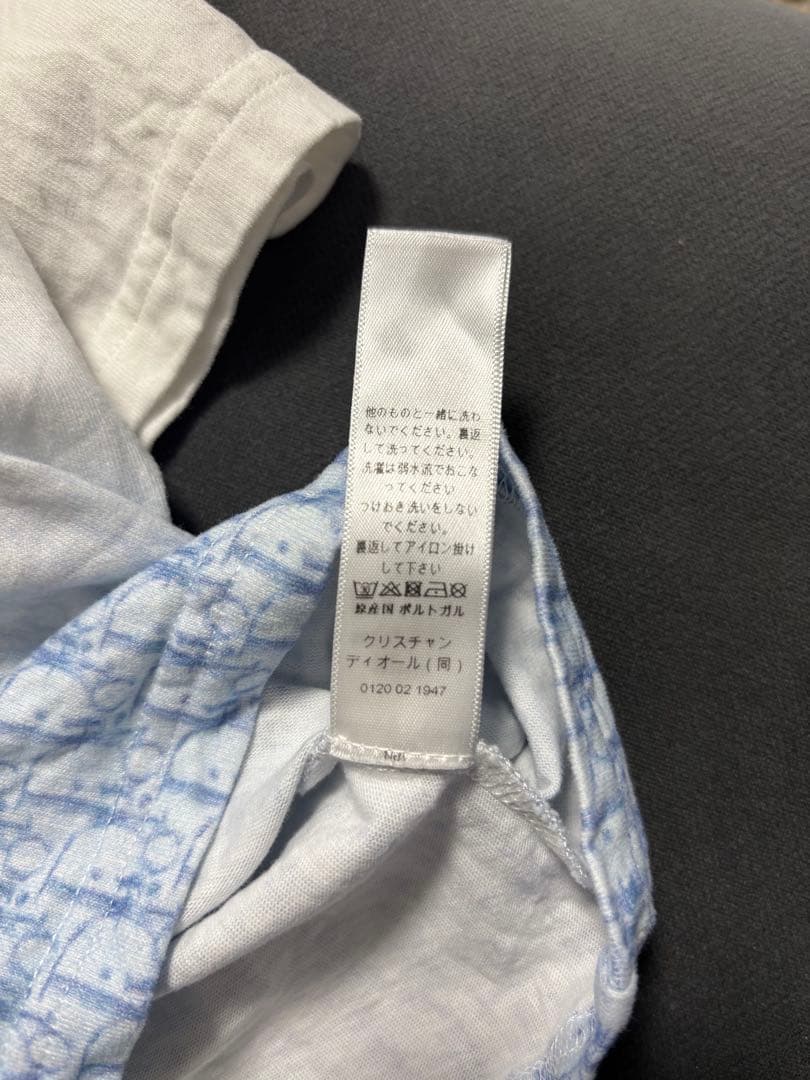 他のものと一緒に洗わ
ないでください。裏返
して洗ってください。
洗濯は弱水流でおこな
ってください
つけおき洗いをしない
でください。
裏返してアイロン掛け
して下さい
原産国 ポルトガル
クリスチャン
ディオール(同)
0120 02 1947